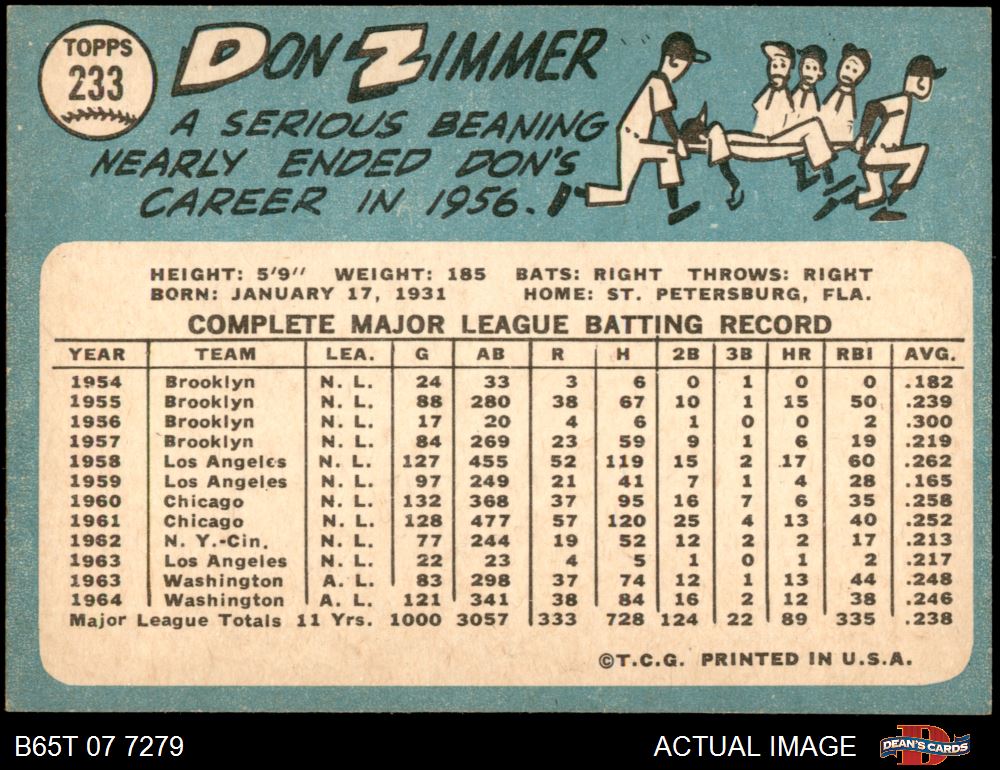 TOPPS
233
DON ZIMMER
A SERIOUS BEANING
NEARLY ENDED DON'S
CAREER IN 1956.
HEIGHT: 5'9" WEIGHT: 185 BATS: RIGHT THROWS: RIGHT
BORN: JANUARY 17, 1931 HOME: ST. PETERSBURG, FLA.
COMPLETE MAJOR LEAGUE BATTING RECORD
YEAR TEAM LEA. G AB R H 2B 3B HR RBI AVG.
1954 Brooklyn N. L. 24 33 3 6 0 1 0 0 .182
1955 Brooklyn N. L. 88 280 38 67 10 1 15 50 .239
1956 Brooklyn N. L. 17 20 4 6 1 0 0 2 .300
1957 Brooklyn N. L. 84 269 23 59 9 1 6 19 .219
1958 Los Angeles N. L. 127 455 52 119 15 2 17 60 .262
1959 Los Angeles N. L. 97 249 21 41 7 1 4 28 .165
1960 Chicago N. L. 132 368 37 95 16 7 6 35 .258
1961 Chicago N. L. 128 477 57 120 25 4 13 40 .252
1962 N. Y.-Cin. N. L. 77 244 19 52 12 2 2 17 .213
1963 Los Angeles N. L. 22 23 4 5 1 0 1 2 .217
1963 Washington A. L. 83 298 37 74 12 1 13 44 .248
1964 Washington A. L. 121 341 38 84 16 2 12 38 .246
Major League Totals 11 Yrs. 1000 3057 333 728 124 22 89 335 .238
©T.C.G. PRINTED IN U.S.A.
B65T 07 7279 ACTUAL IMAGE D DEAN'S CARDS